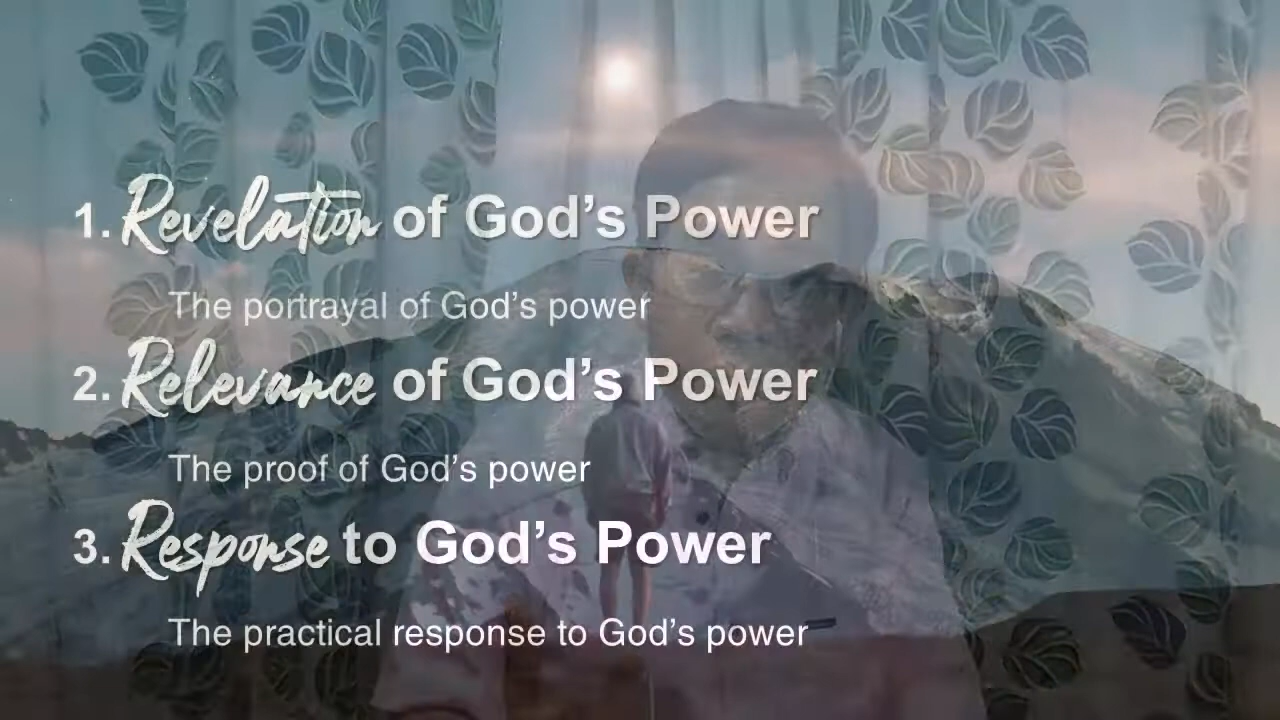 1. Revelation of God's Power
The portrayal of God's power
2. Relevance of God's Power
The proof of God's power
3. Response to God's Power
The practical response to God's power